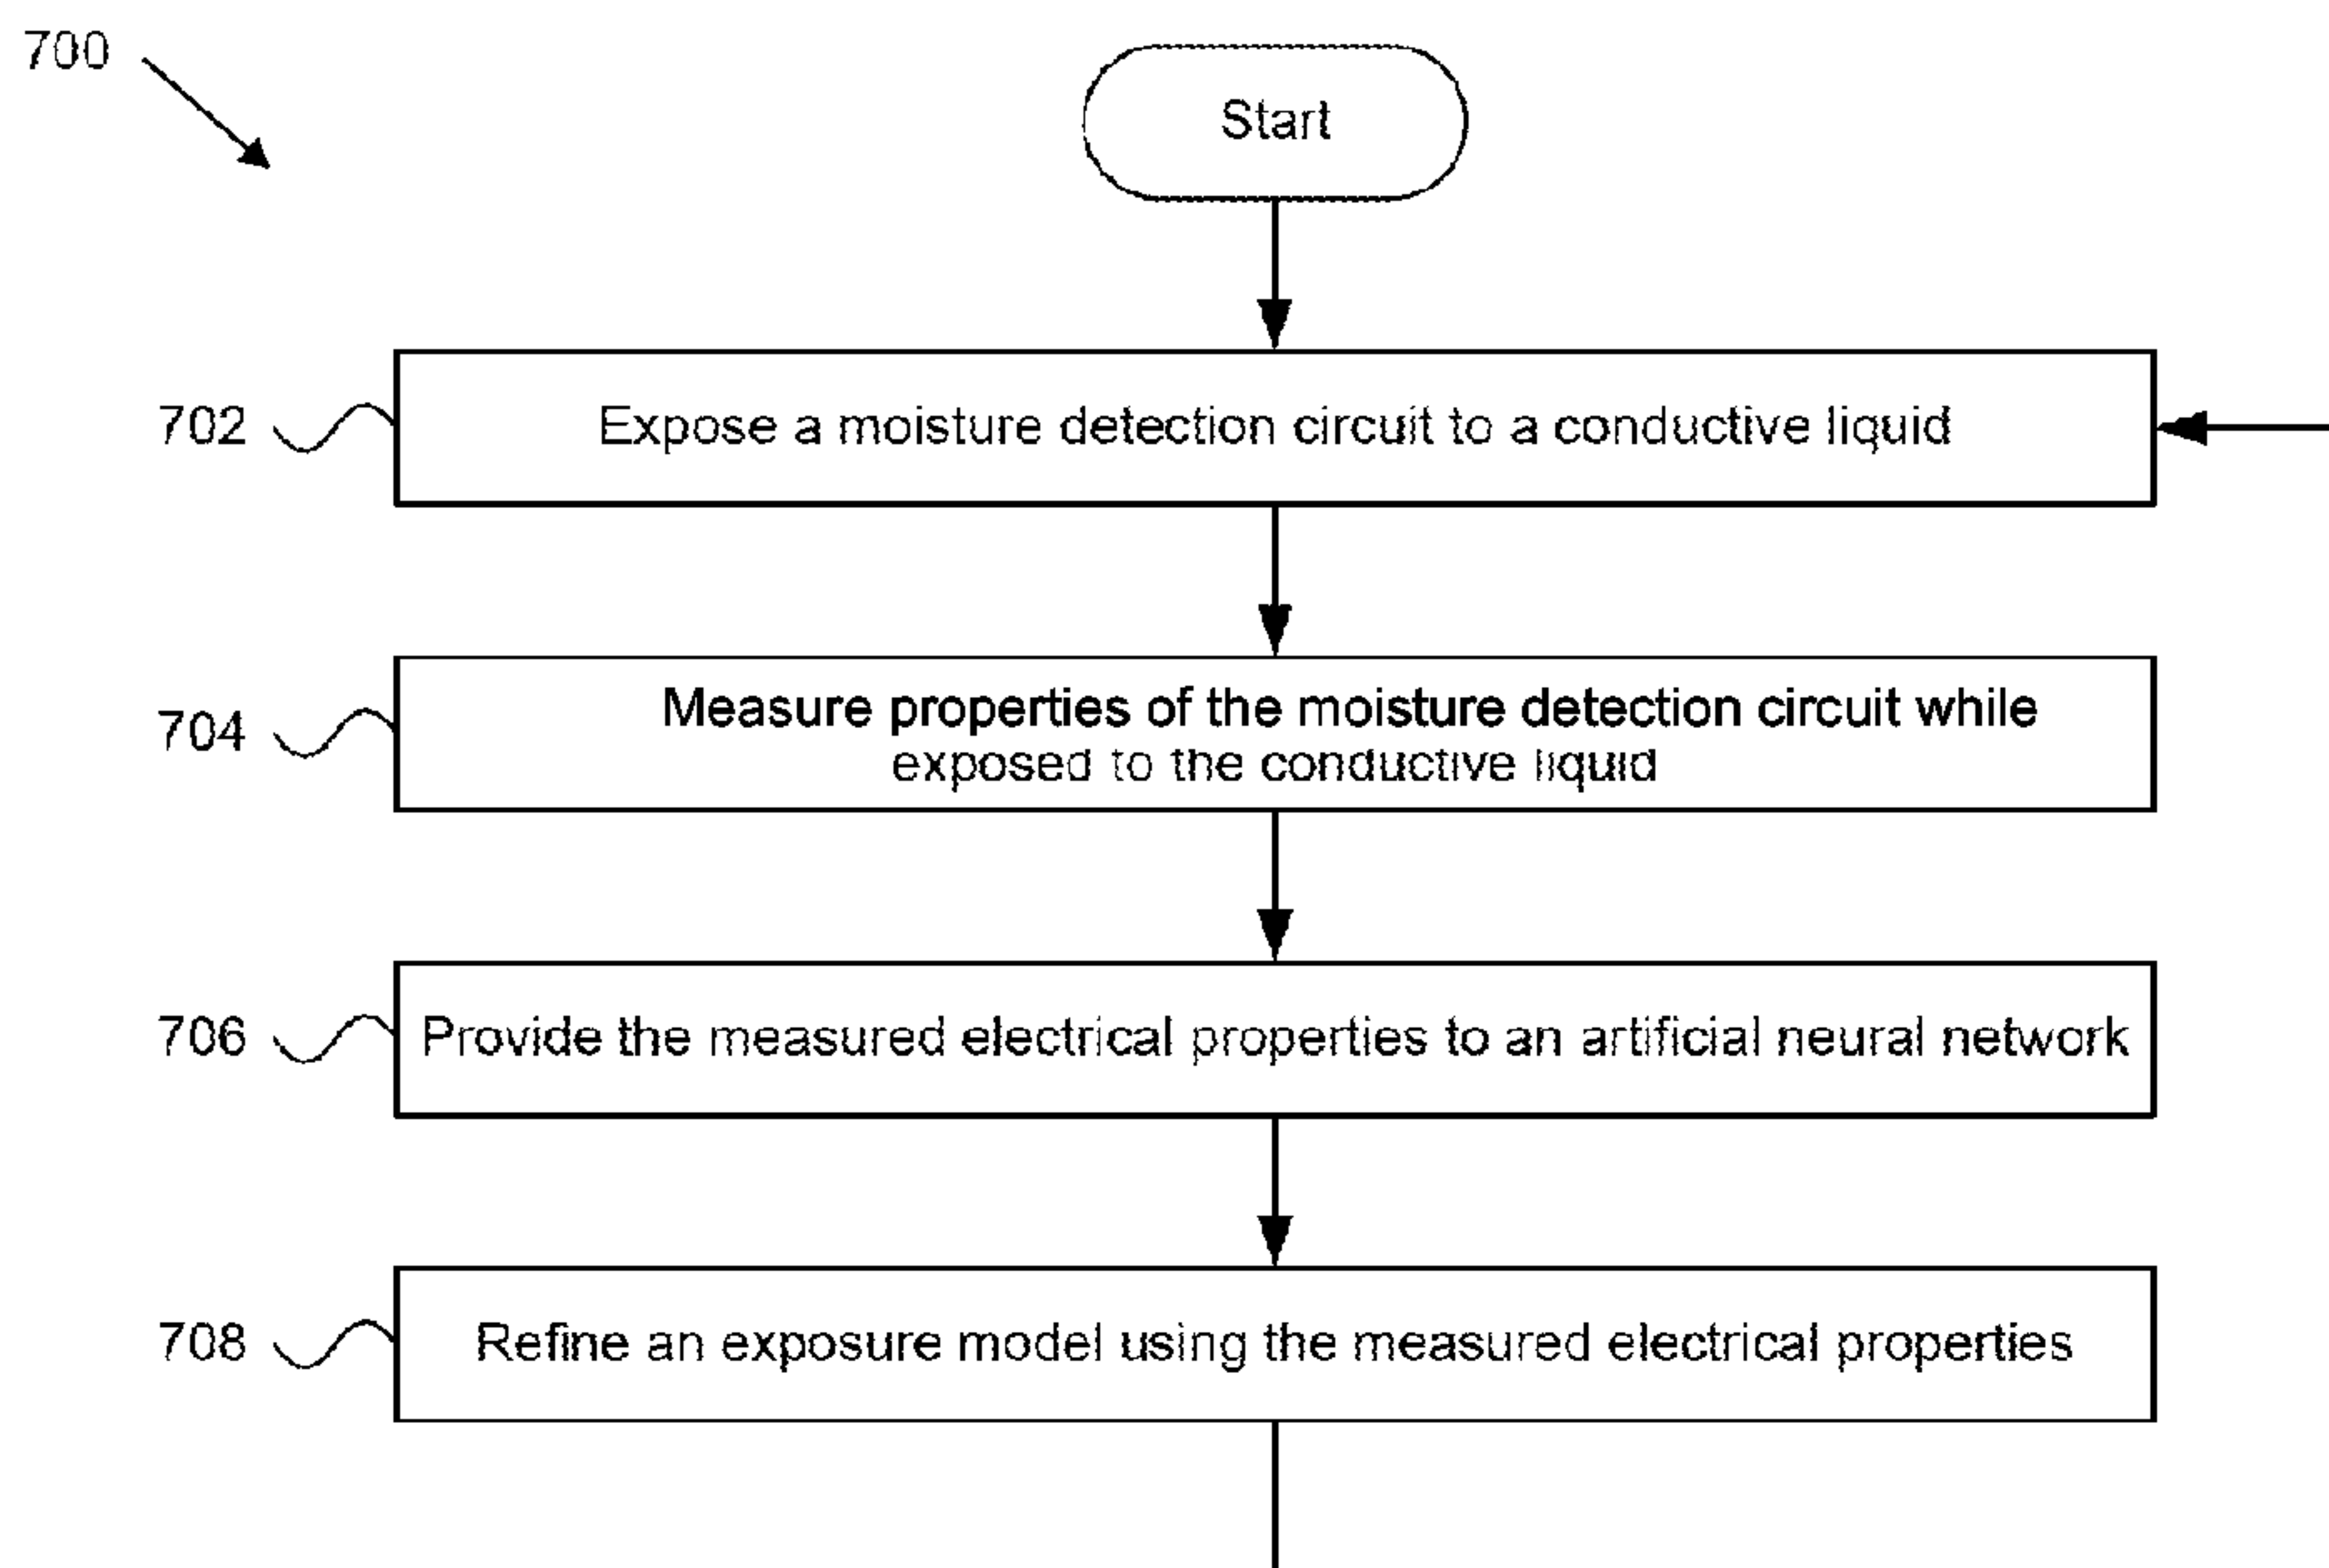 700
Start
702
Expose a moisture detection circuit to a conductive liquid
704
Measure properties of the moisture detection circuit while
exposed to the conductive liquid
706
Provide the measured electrical properties to an artificial neural network
708
Refine an exposure model using the measured electrical properties